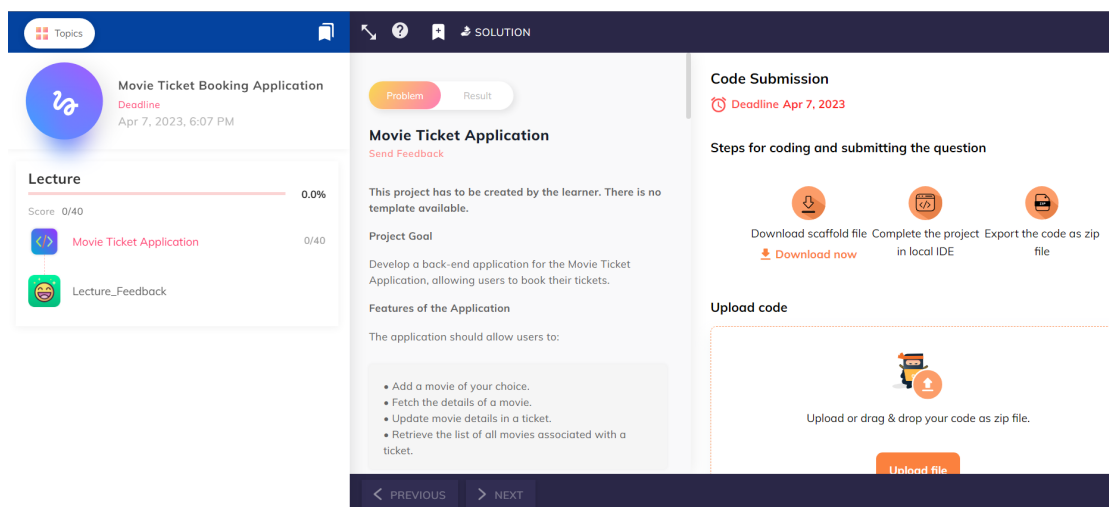 Topics
SOLUTION
Movie Ticket Booking Application
Deadline
Apr 7, 2023, 6:07 PM
Lecture
0.0%
Score 0/40
Movie Ticket Application 0/40
Lecture_Feedback
Problem Result
Movie Ticket Application
Send Feedback
This project has to be created by the learner. There is no
template available.
Project Goal
Develop a back-end application for the Movie Ticket
Application, allowing users to book their tickets.
Features of the Application
The application should allow users to:
• Add a movie of your choice.
• Fetch the details of a movie.
• Update movie details in a ticket.
• Retrieve the list of all movies associated with a
ticket.
PREVIOUS NEXT
Code Submission
Deadline Apr 7, 2023
Steps for coding and submitting the question
Download scaffold file
Download now
Complete the project
in local IDE
ZIP
Export the code as zip
file
Upload code
Upload or drag & drop your code as zip file.
Upload file